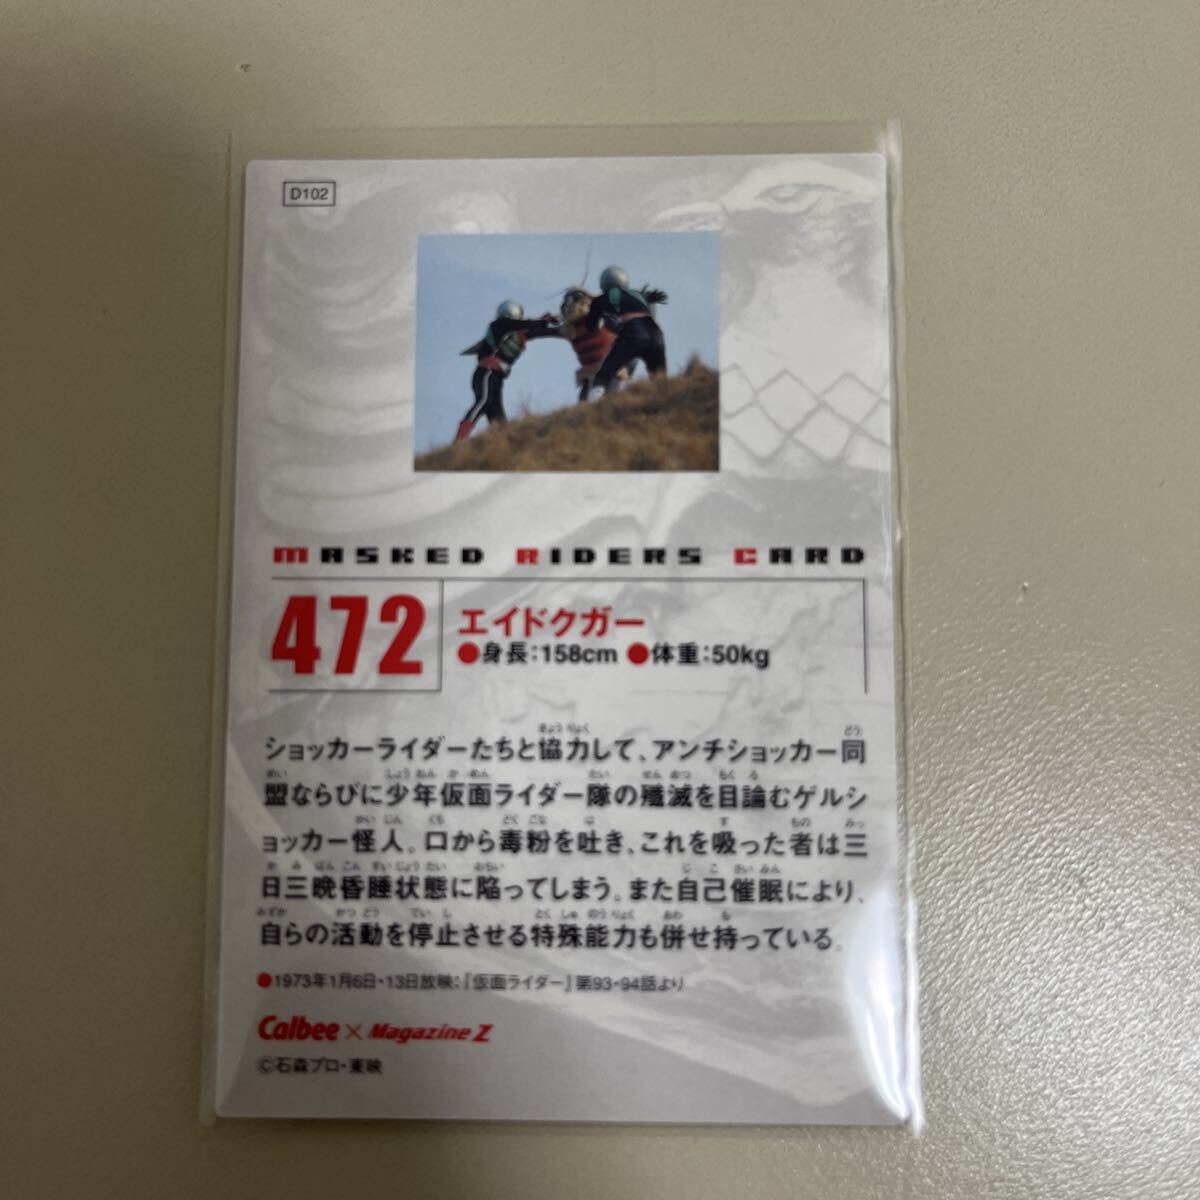 D102
MASKED RIDERS CARD
472
エイドクガー
●身長:158cm ●体重:50kg
ショッカーライダーたちと協力して、アンチショッカー同
盟ならびに少年仮面ライダー隊の殲滅を目論むゲルシ
ョッカー怪人。口から毒粉を吐き、これを吸った者は三
日三晩昏睡状態に陥ってしまう。また自己催眠により、
自らの活動を停止させる特殊能力も併せ持っている。
●1973年1月6日・13日放映:『仮面ライダー』第93・94話より
Calbee × Magazine Z
©石森プロ・東映